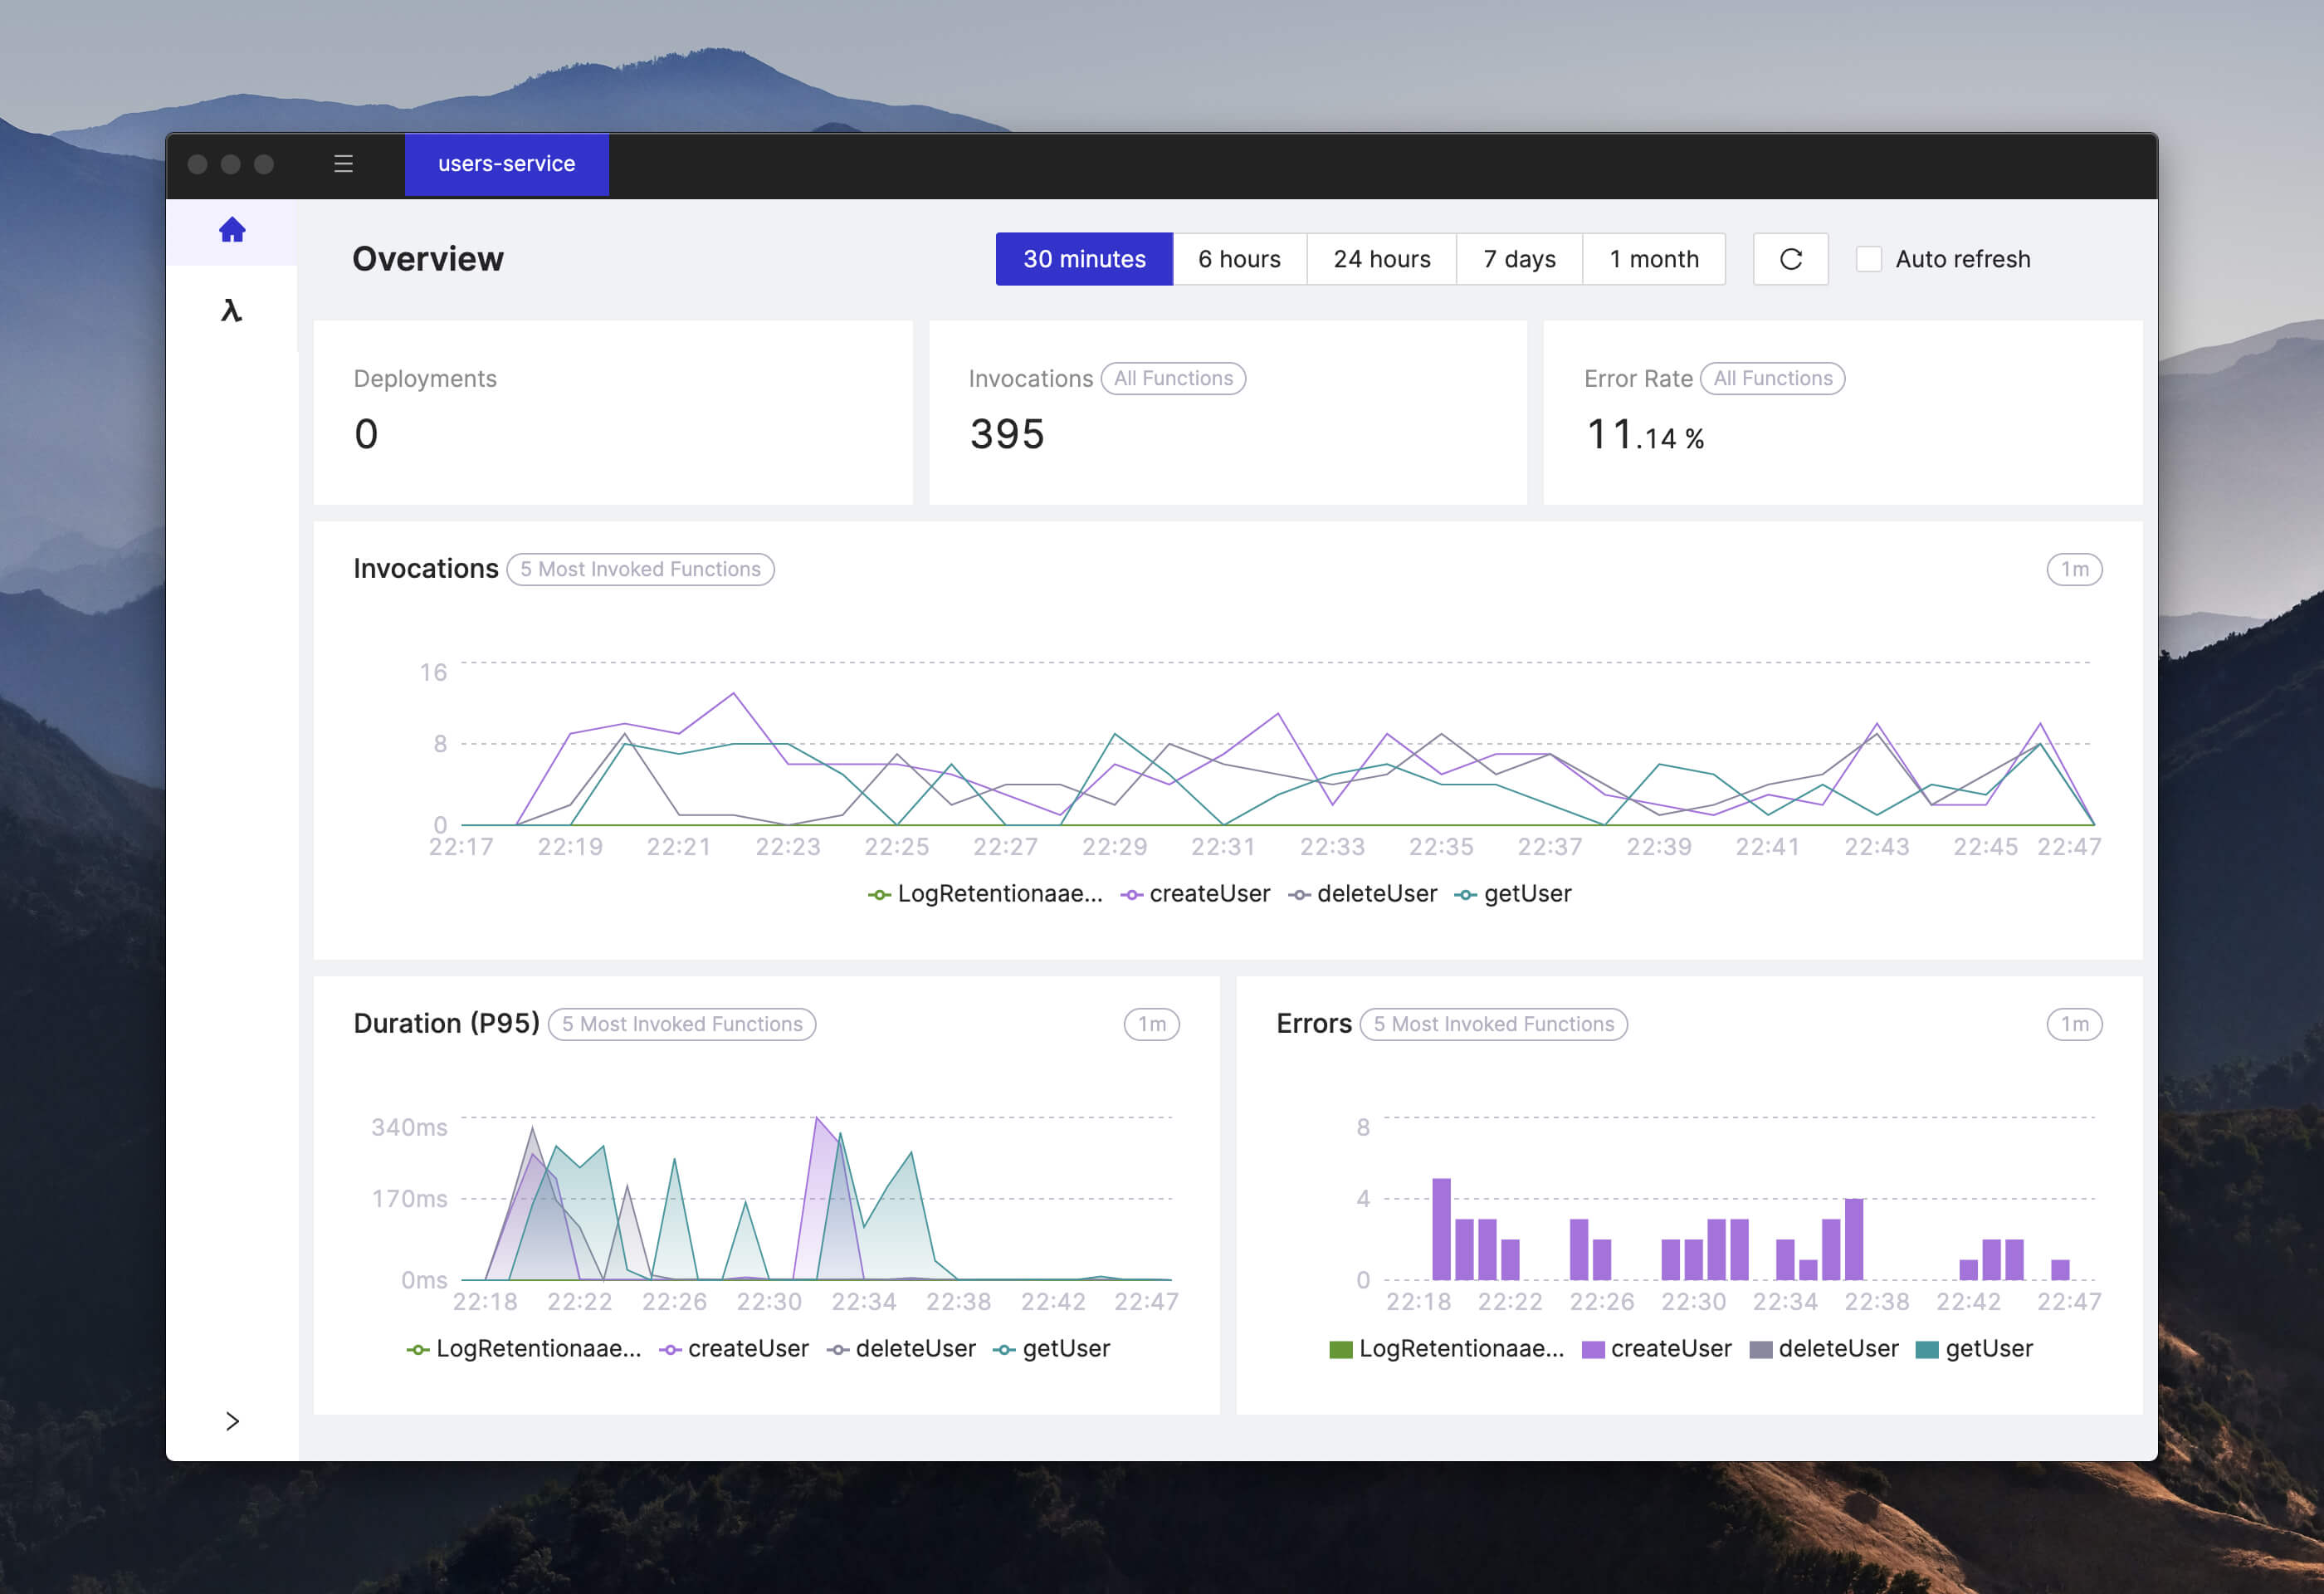 users-service
Overview
30 minutes 6 hours 24 hours 7 days 1 month Auto refresh
λ
Deployments
0
Invocations All Functions
395
Error Rate All Functions
11.14 %
Invocations 5 Most Invoked Functions 1m
16
8
0
22:17 22:19 22:21 22:23 22:25 22:27 22:29 22:31 22:33 22:35 22:37 22:39 22:41 22:43 22:45 22:47
LogRetentionaae... createUser deleteUser getUser
Duration (P95) 5 Most Invoked Functions 1m
340ms
170ms
0ms
22:18 22:22 22:26 22:30 22:34 22:38 22:42 22:47
LogRetentionaae... createUser deleteUser getUser
Errors 5 Most Invoked Functions 1m
8
4
0
22:18 22:22 22:26 22:30 22:34 22:38 22:42 22:47
LogRetentionaae... createUser deleteUser getUser